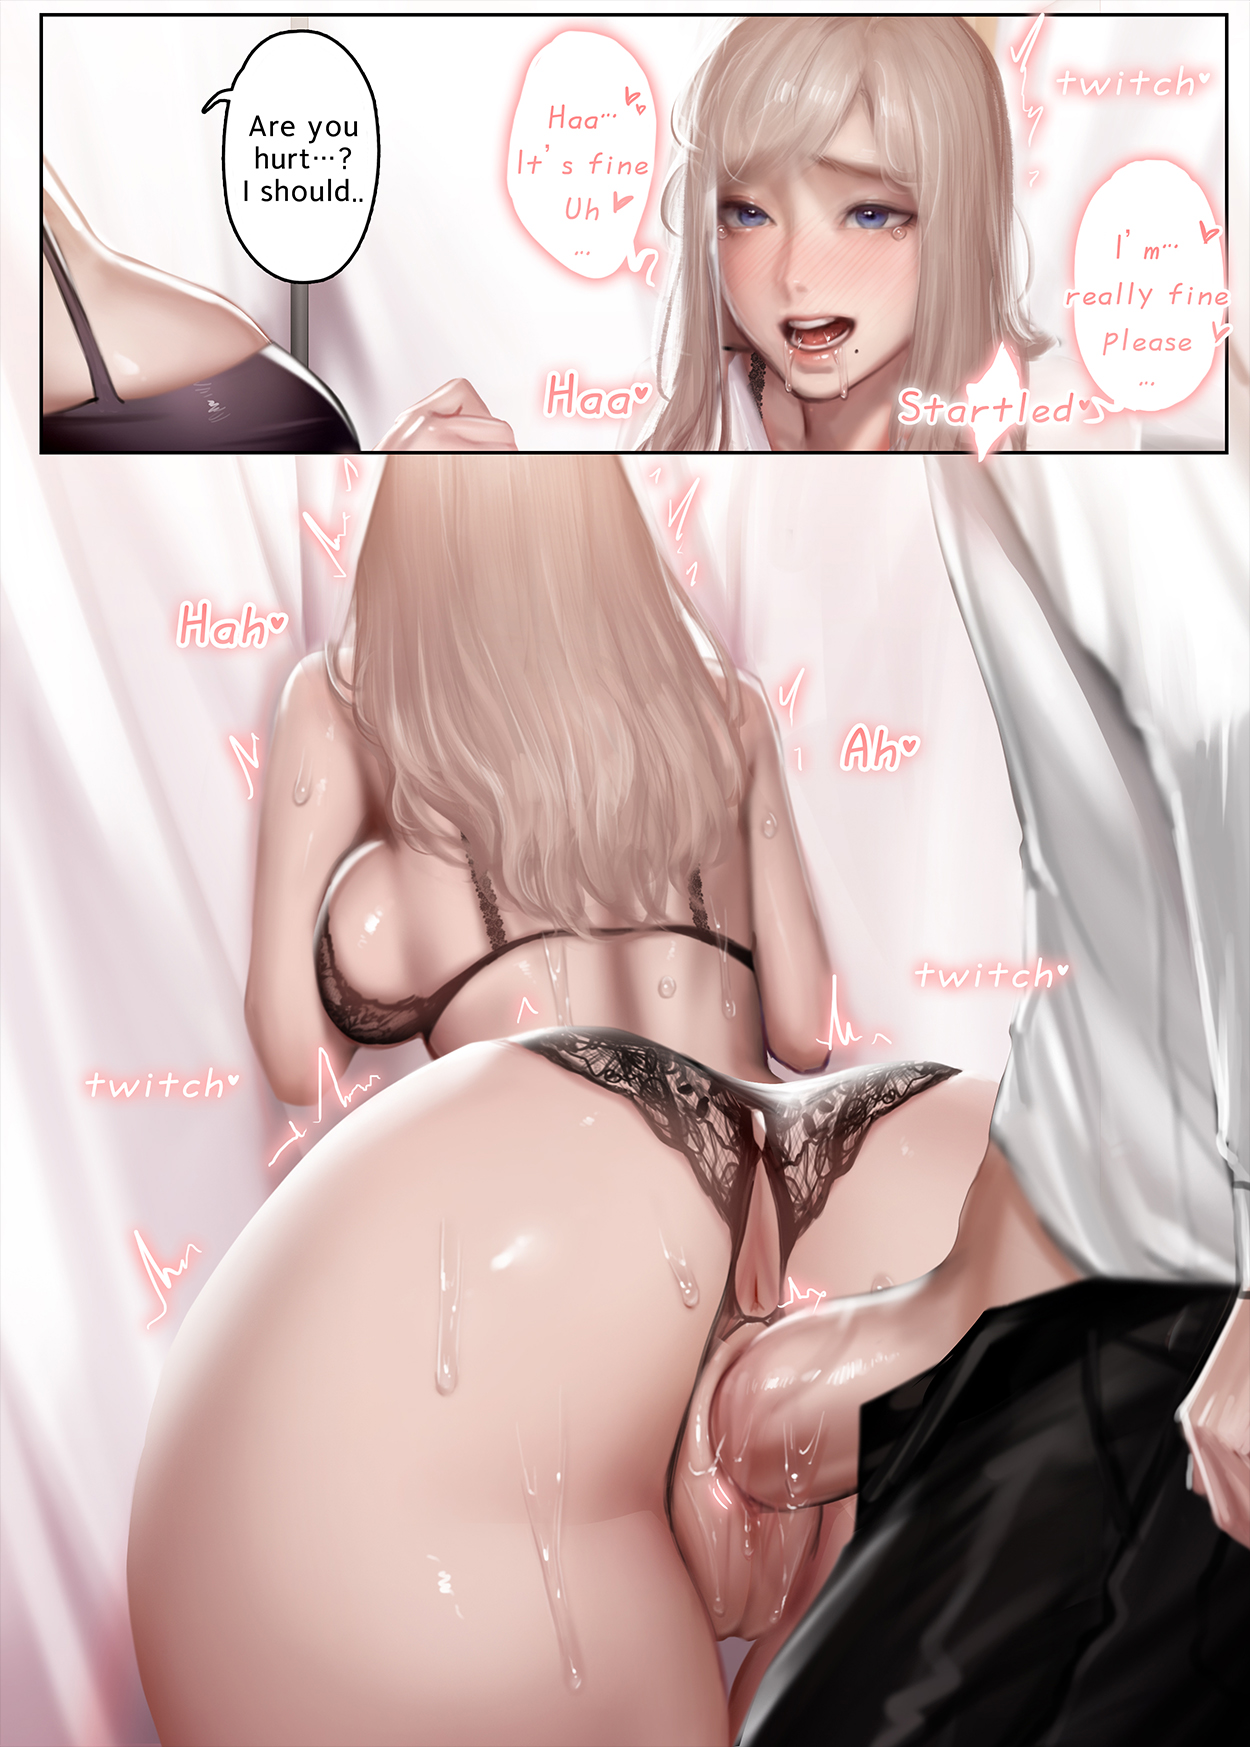 Are you
hurt…?
I should..
Haa…
It's fine
Uh
…
twitch
I'm…
really fine
please
…
Haa
Startled
Hah
Ah
twitch
twitch